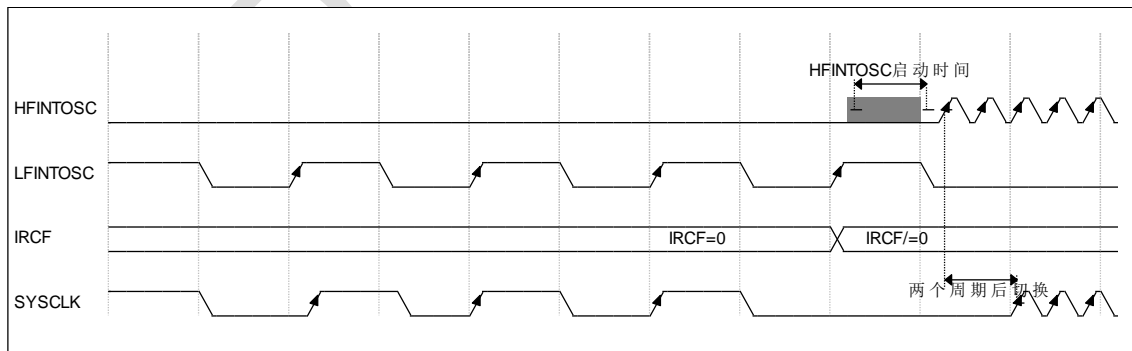 HFINTOSC启动时间
HFINTOSC
LFINTOSC
IRCF
IRCF=0
IRCF/=0
两个周期后切换
SYSCLK